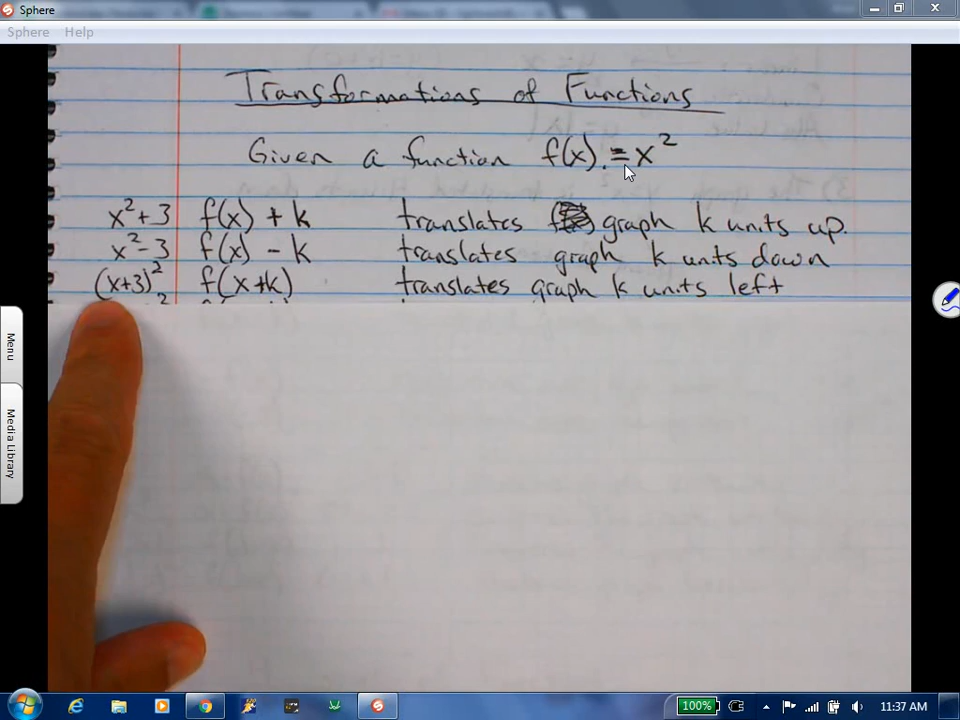 Sphere
Sphere Help
Transformations of Functions
Given a function f(x) = x²
x²+3 f(x) + k translates graph k units up.
x²-3 f(x) - k translates graph k units down
(x+3)² f(x+k) translates graph k units left
Menu
Media Library
100% 11:37 AM